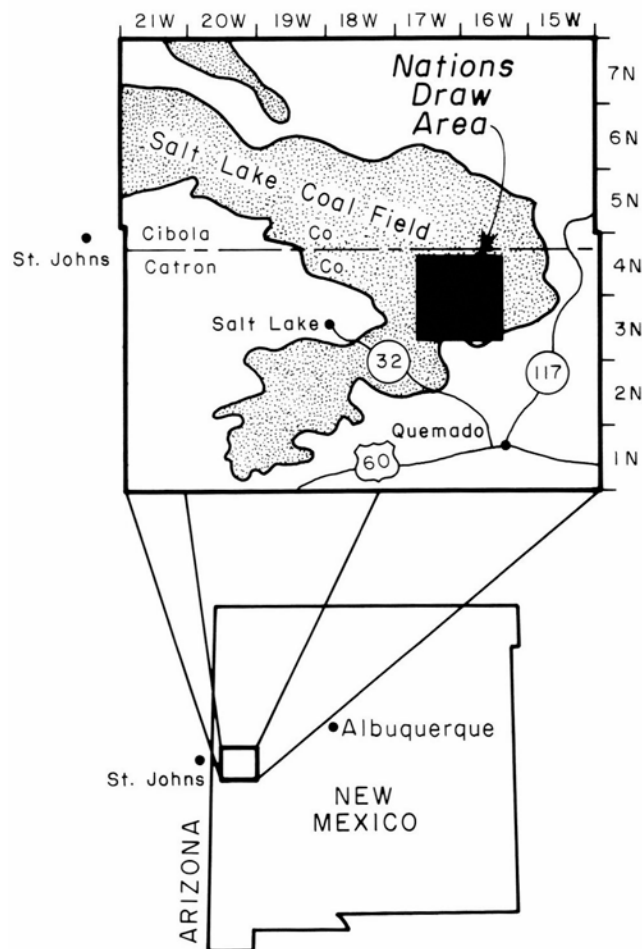 21W 20W 19W 18W 17W 16W 15W
7N
Nations
Draw
Area
6N
Salt Lake Coal Field
5N
St. Johns
Cibola Co
Catron Co.
4N
Salt Lake
3N
32
117
2N
Quemado
60
1N
Albuquerque
St. Johns
NEW
MEXICO
ARIZONA